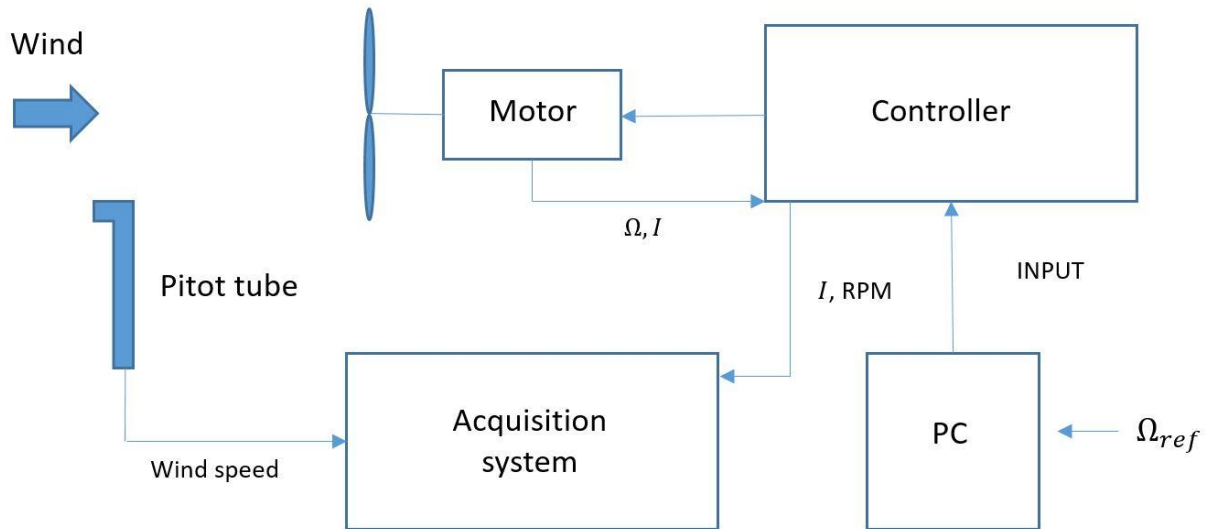 Wind
Motor
Controller
Ω, I
Pitot tube
I, RPM
INPUT
Acquisition
system
PC
Ω_ref
Wind speed